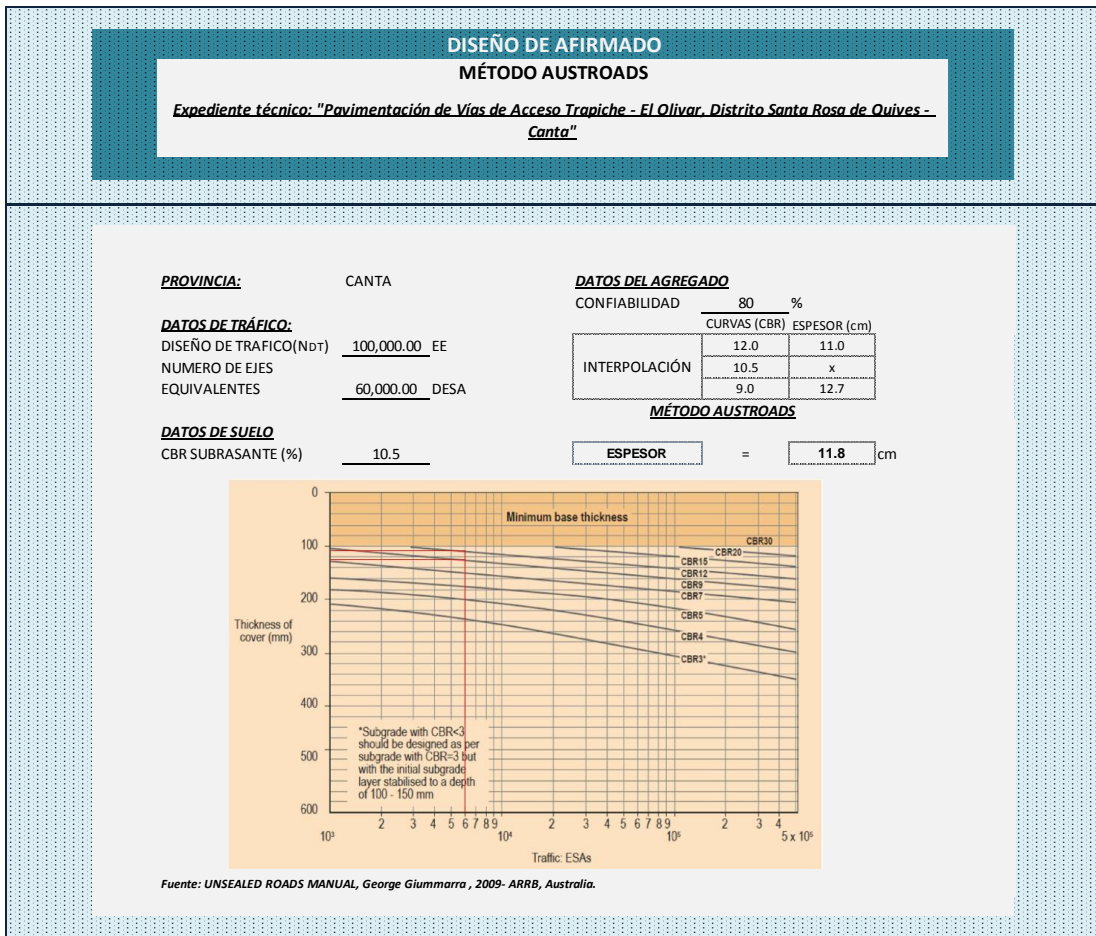 DISEÑO DE AFIRMADO
MÉTODO AUSTROADS
Expediente técnico: "Pavimentación de Vías de Acceso Trapiche - El Olivar, Distrito Santa Rosa de Quives -
Canta"
PROVINCIA: CANTA
DATOS DE TRÁFICO:
DISEÑO DE TRAFICO(NDT) 100,000.00 EE
NUMERO DE EJES
EQUIVALENTES 60,000.00 DESA
DATOS DE SUELO
CBR SUBRASANTE (%) 10.5
DATOS DEL AGREGADO
CONFIABILIDAD 80 %
CURVAS (CBR) ESPESOR (cm)
12.0 11.0
INTERPOLACIÓN 10.5 x
9.0 12.7
MÉTODO AUSTROADS
ESPESOR = 11.8 cm
0
100
200
300
400
500
600
Thickness of
cover (mm)
Minimum base thickness
CBR30
CBR20
CBR15
CBR12
CBR9
CBR7
CBR5
CBR4
CBR3*
*Subgrade with CBR<3
should be designed as per
subgrade with CBR=3 but
with the initial subgrade
layer stabilised to a depth
of 100 - 150 mm
2 3 4 5 6 7 8 9 2 3 4 5 6 7 8 9 2 3 4
10³ 10⁴ 10⁵ 5 x 10⁵
Traffic: ESAs
Fuente: UNSEALED ROADS MANUAL, George Giummarra , 2009- ARRB, Australia.